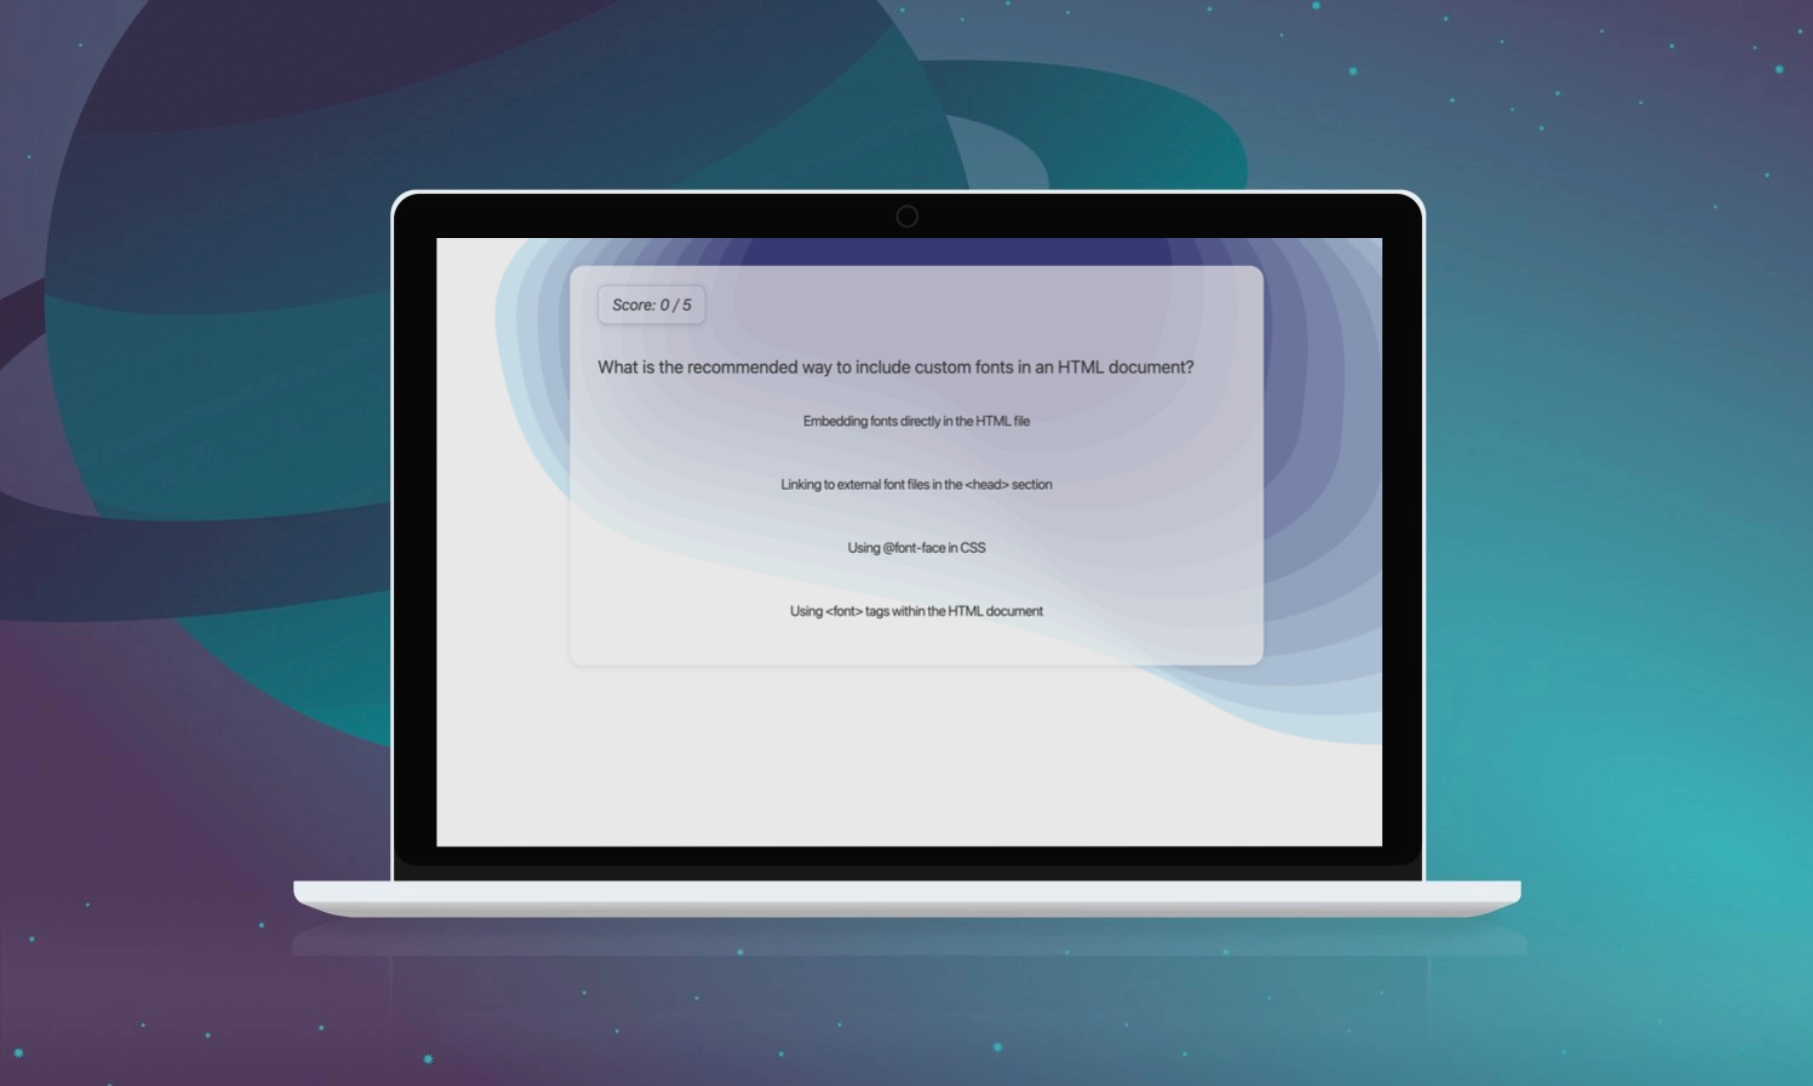 Score: 0 / 5
What is the recommended way to include custom fonts in an HTML document?
Embedding fonts directly in the HTML file
Linking to external font files in the <head> section
Using @font-face in CSS
Using <font> tags within the HTML document